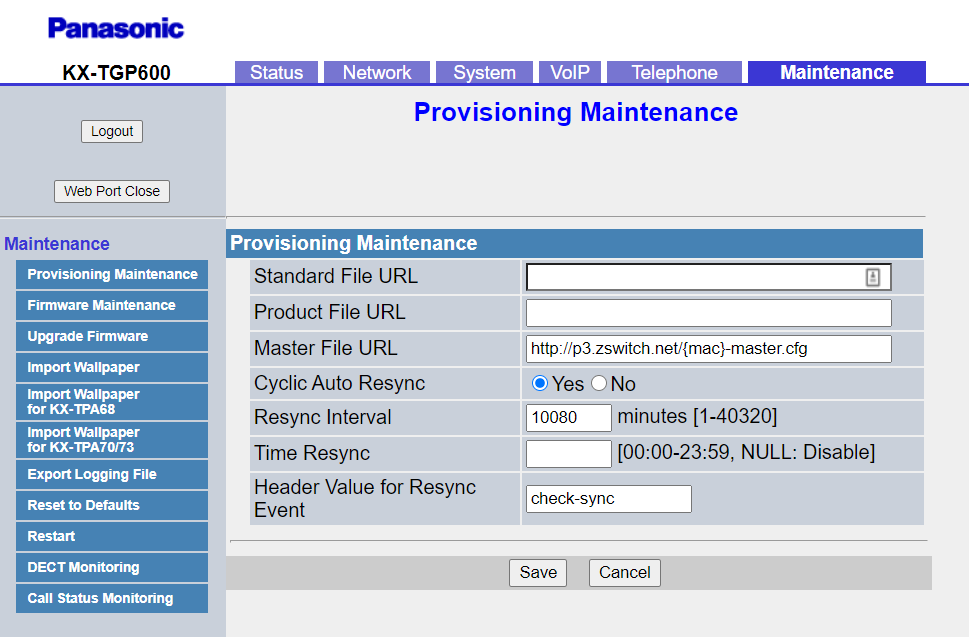 Panasonic
KX-TGP600
Status Network System VoIP Telephone Maintenance
Logout
Web Port Close
Provisioning Maintenance
Maintenance
Provisioning Maintenance
Firmware Maintenance
Upgrade Firmware
Import Wallpaper
Import Wallpaper
for KX-TPA68
Import Wallpaper
for KX-TPA70/73
Export Logging File
Reset to Defaults
Restart
DECT Monitoring
Call Status Monitoring
Provisioning Maintenance
Standard File URL
Product File URL
Master File URL http://p3.zswitch.net/{mac}-master.cfg
Cyclic Auto Resync Yes No
Resync Interval 10080 minutes [1-40320]
Time Resync [00:00-23:59, NULL: Disable]
Header Value for Resync
Event check-sync
Save Cancel